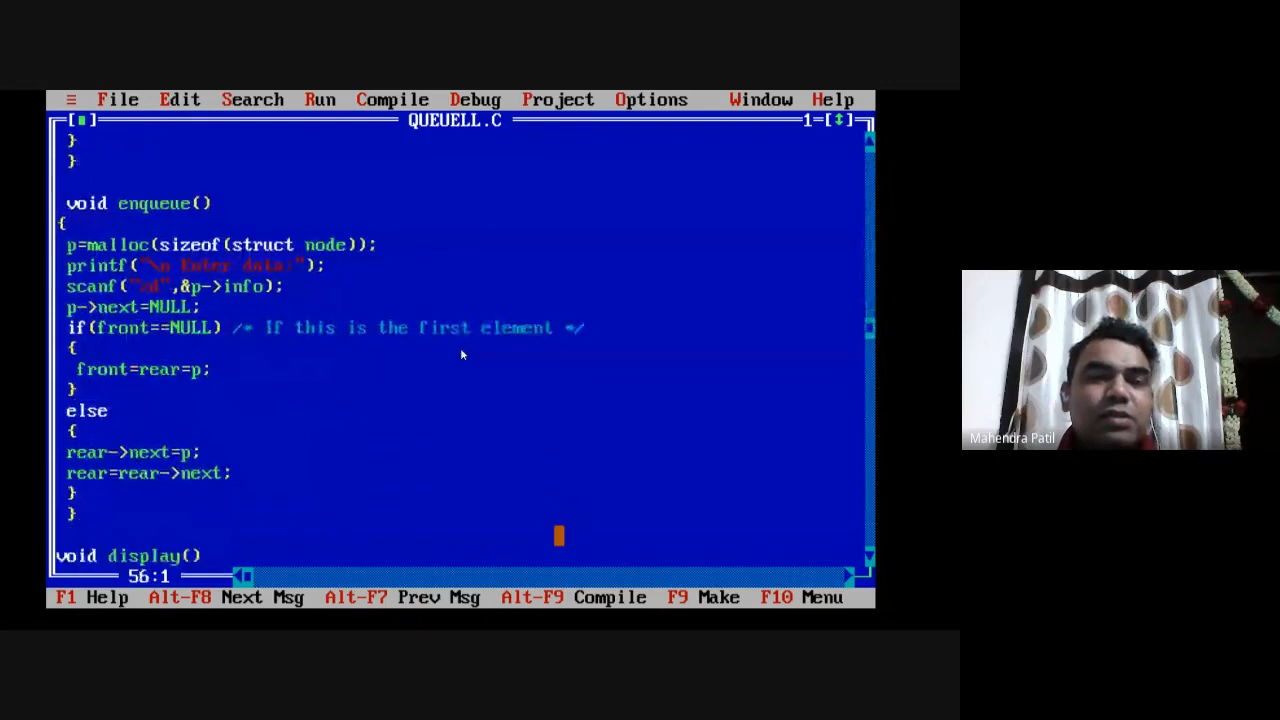 ≡ File Edit Search Run Compile Debug Project Options Window Help
[■] QUEUELL.C 1=[↕]
}
}
void enqueue()
{
p=malloc(sizeof(struct node));
printf("\n Enter data:");
scanf("%d",&p->info);
p->next=NULL;
if(front==NULL) /* If this is the first element */
{
front=rear=p;
}
else
{
rear->next=p;
rear=rear->next;
}
}
void display()
56:1
F1 Help Alt-F8 Next Msg Alt-F7 Prev Msg Alt-F9 Compile F9 Make F10 Menu
Mahendra Patil